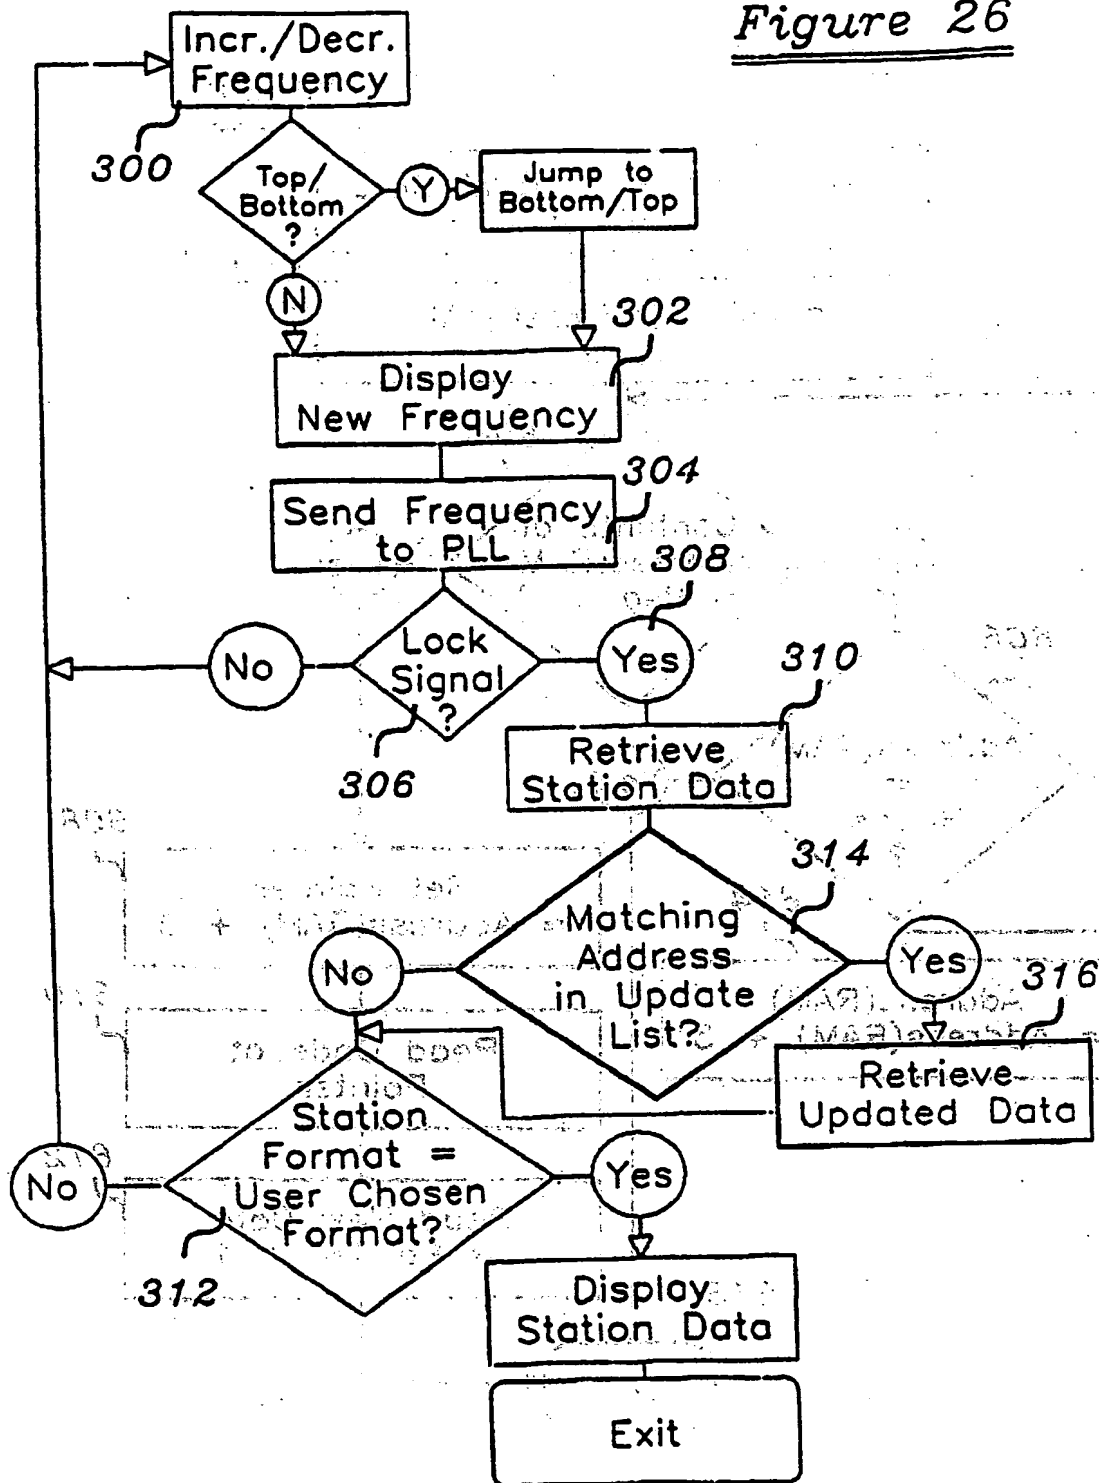 Figure 26
Incr./Decr.
Frequency
300
Top/
Bottom
?
Y
Jump to
Bottom/Top
N
302
Display
New Frequency
304
Send Frequency
to PLL
308
Lock
Signal
?
No
Yes
306
310
Retrieve
Station Data
314
Matching
Address
in Update
List?
No
Yes
316
Retrieve
Updated Data
Station
Format =
User Chosen
Format?
No
Yes
312
Display
Station Data
Exit